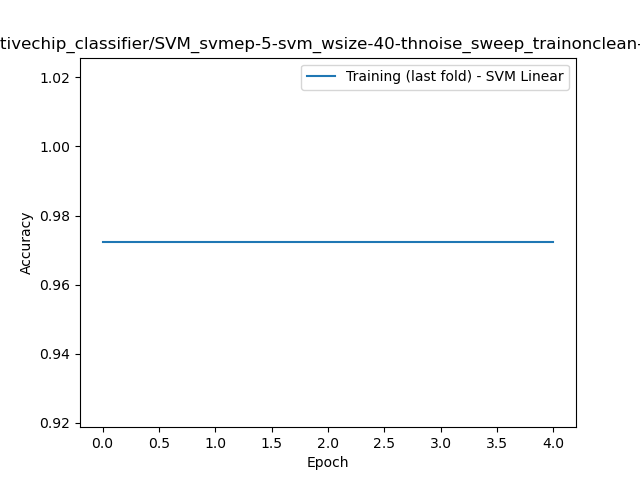 tivechip_classifier/SVM_svmep-5-svm_wsize-40-thnoise_sweep_trainonclean-
Training (last fold) - SVM Linear
1.02
1.00
0.98
0.96
0.94
0.92
Accuracy
0.0 0.5 1.0 1.5 2.0 2.5 3.0 3.5 4.0
Epoch